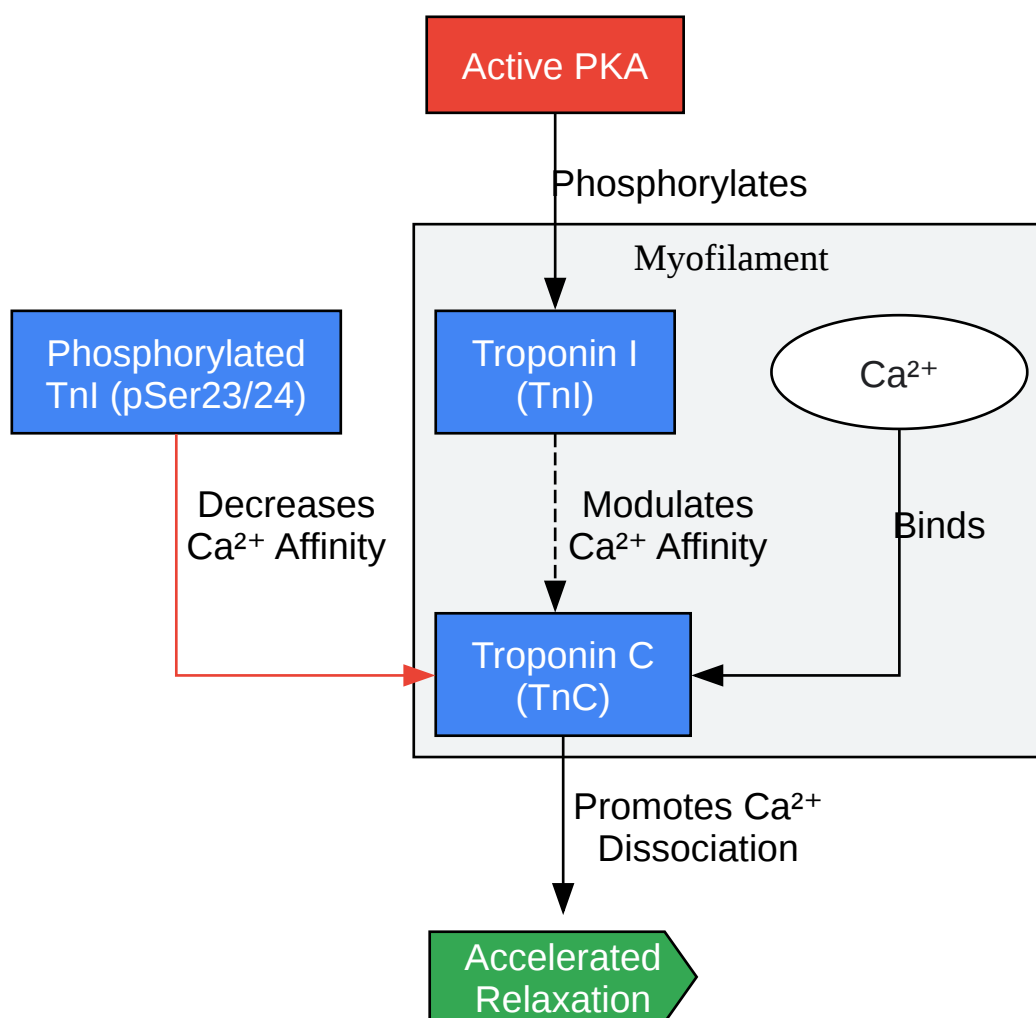 Active PKA
Phosphorylates
Myofilament
Phosphorylated
TnI (pSer23/24)
Troponin I
(TnI)
Ca²⁺
Decreases
Ca²⁺ Affinity
Modulates
Ca²⁺ Affinity
Binds
Troponin C
(TnC)
Promotes Ca²⁺
Dissociation
Accelerated
Relaxation